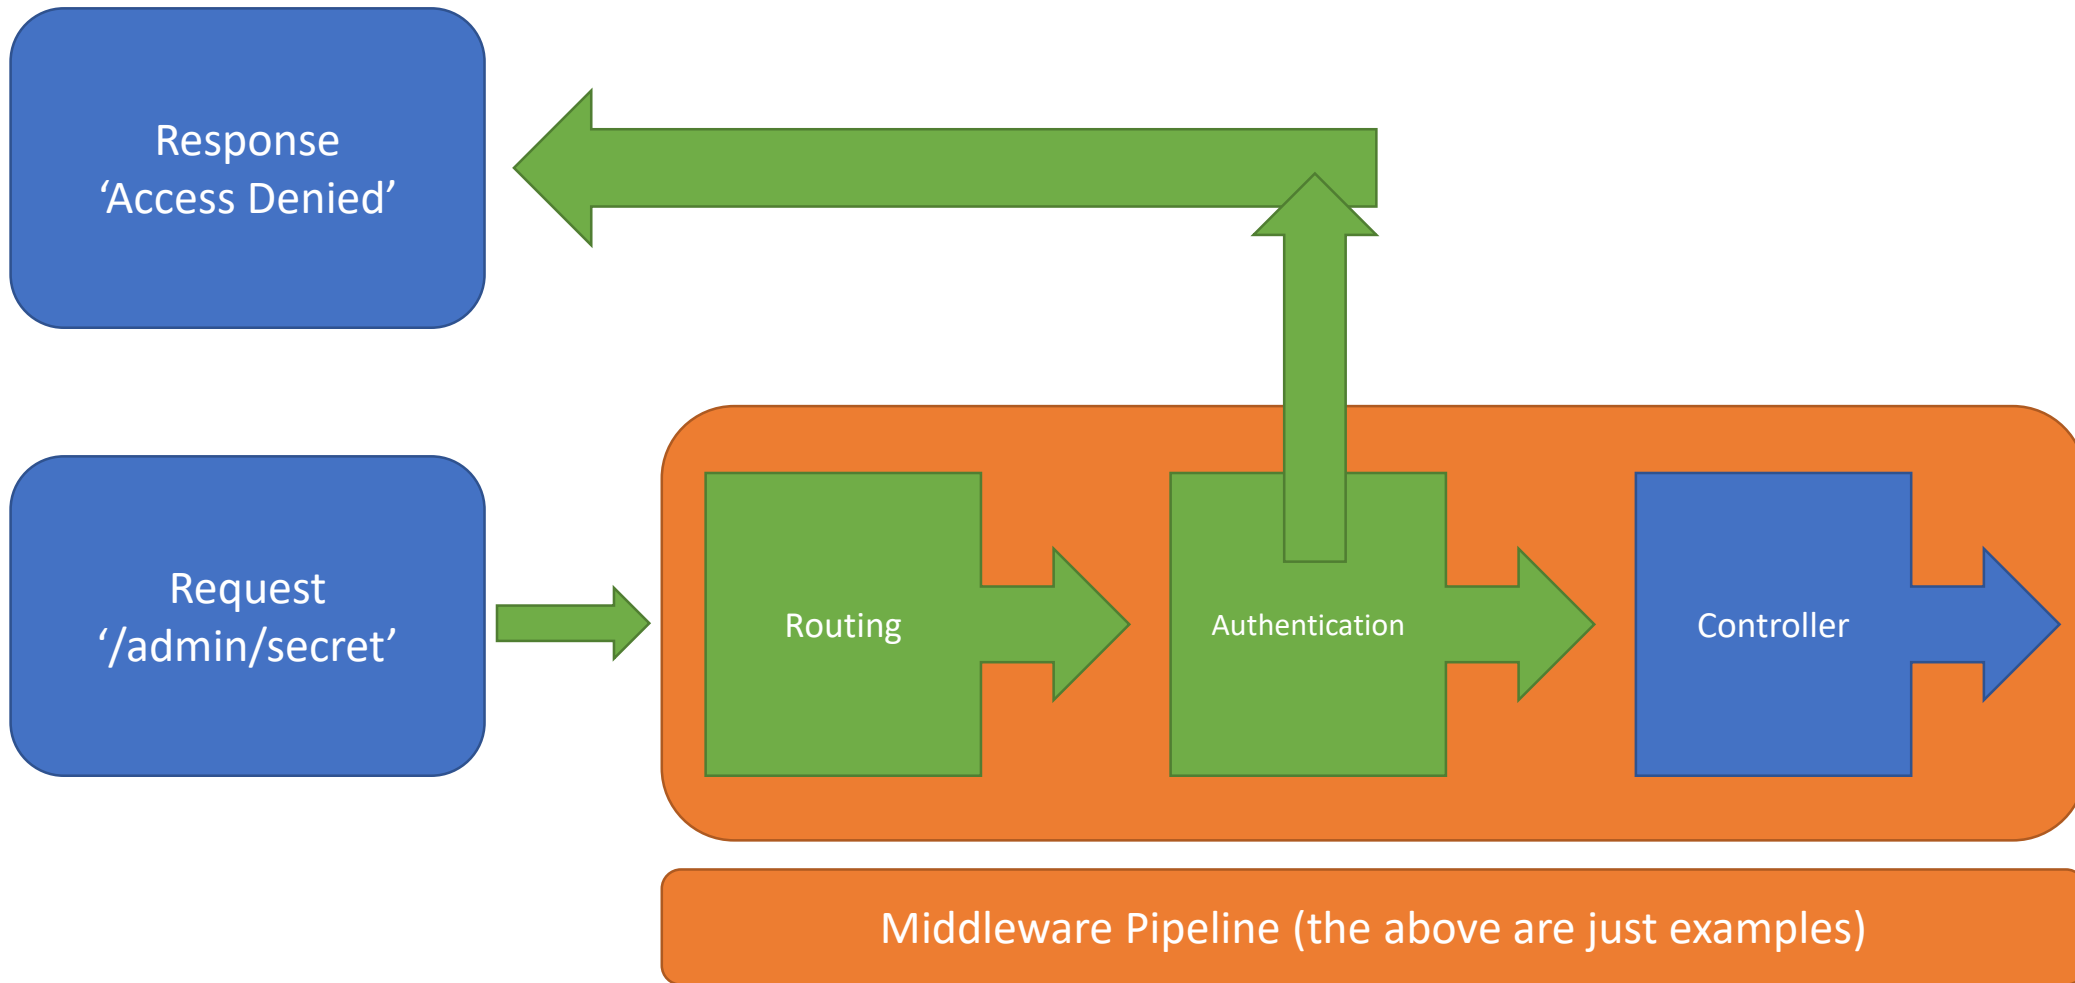 Response
‘Access Denied’
Request
‘/admin/secret’
Routing
Authentication
Controller
Middleware Pipeline (the above are just examples)